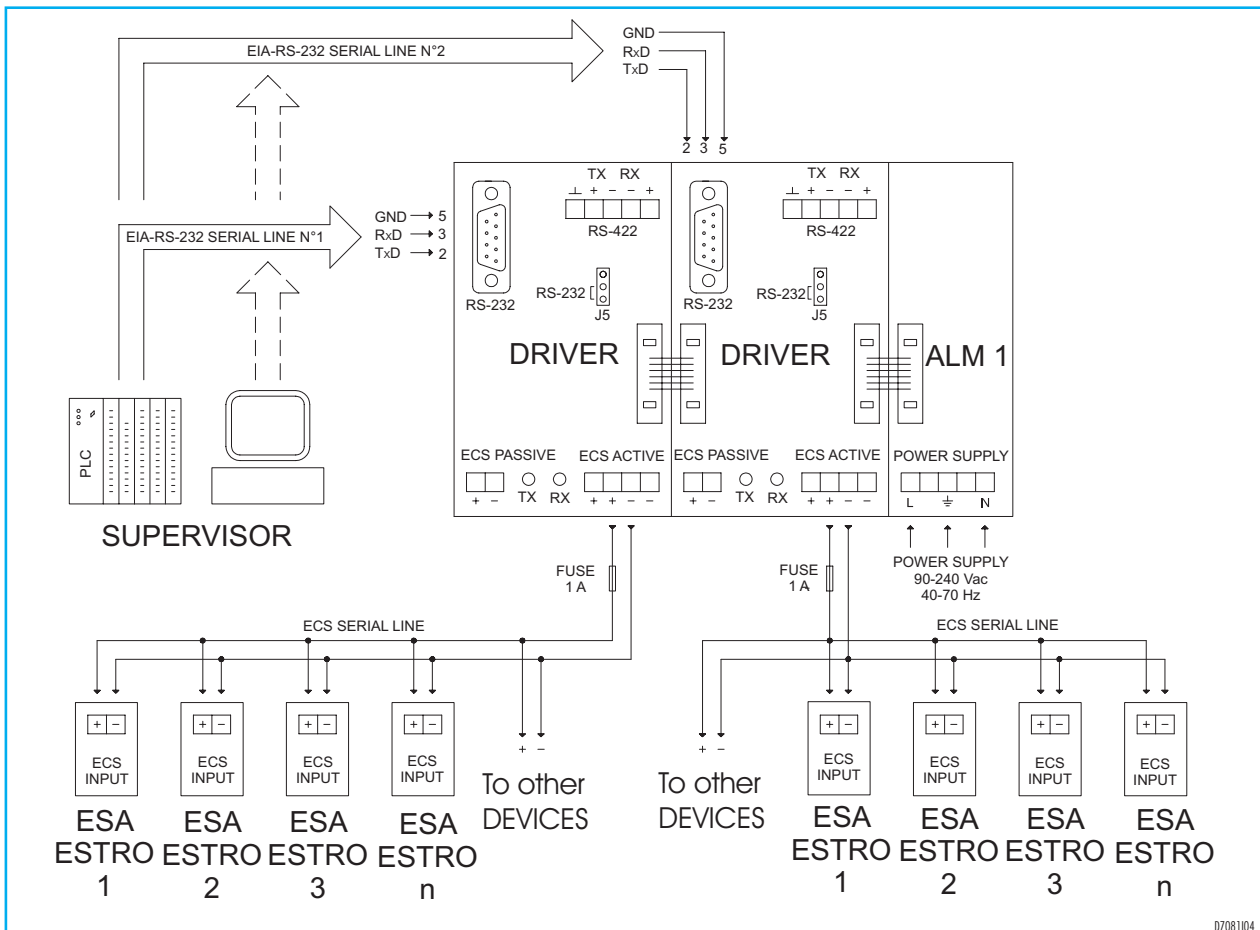 GND
RxD
TxD
EIA-RS-232 SERIAL LINE N°2
2 3 5
GND 5
RxD 3
TxD 2
EIA-RS-232 SERIAL LINE N°1
TX RX
⊥ + − − +
RS-422
RS-232
RS-232
J5
DRIVER
TX RX
⊥ + − − +
RS-422
RS-232
RS-232
J5
DRIVER
ALM 1
PLC
SUPERVISOR
ECS PASSIVE
+ −
TX RX
ECS ACTIVE
+ + − −
ECS PASSIVE
+ −
TX RX
ECS ACTIVE
+ + − −
POWER SUPPLY
L ⏚ N
POWER SUPPLY
90-240 Vac
40-70 Hz
FUSE
1 A
FUSE
1 A
ECS SERIAL LINE
ECS SERIAL LINE
+ −
ECS
INPUT
ESA
ESTRO
1
+ −
ECS
INPUT
ESA
ESTRO
2
+ −
ECS
INPUT
ESA
ESTRO
3
+ −
ECS
INPUT
ESA
ESTRO
n
+ −
To other
DEVICES
+ −
To other
DEVICES
+ −
ECS
INPUT
ESA
ESTRO
1
+ −
ECS
INPUT
ESA
ESTRO
2
+ −
ECS
INPUT
ESA
ESTRO
3
+ −
ECS
INPUT
ESA
ESTRO
n
D7081I04